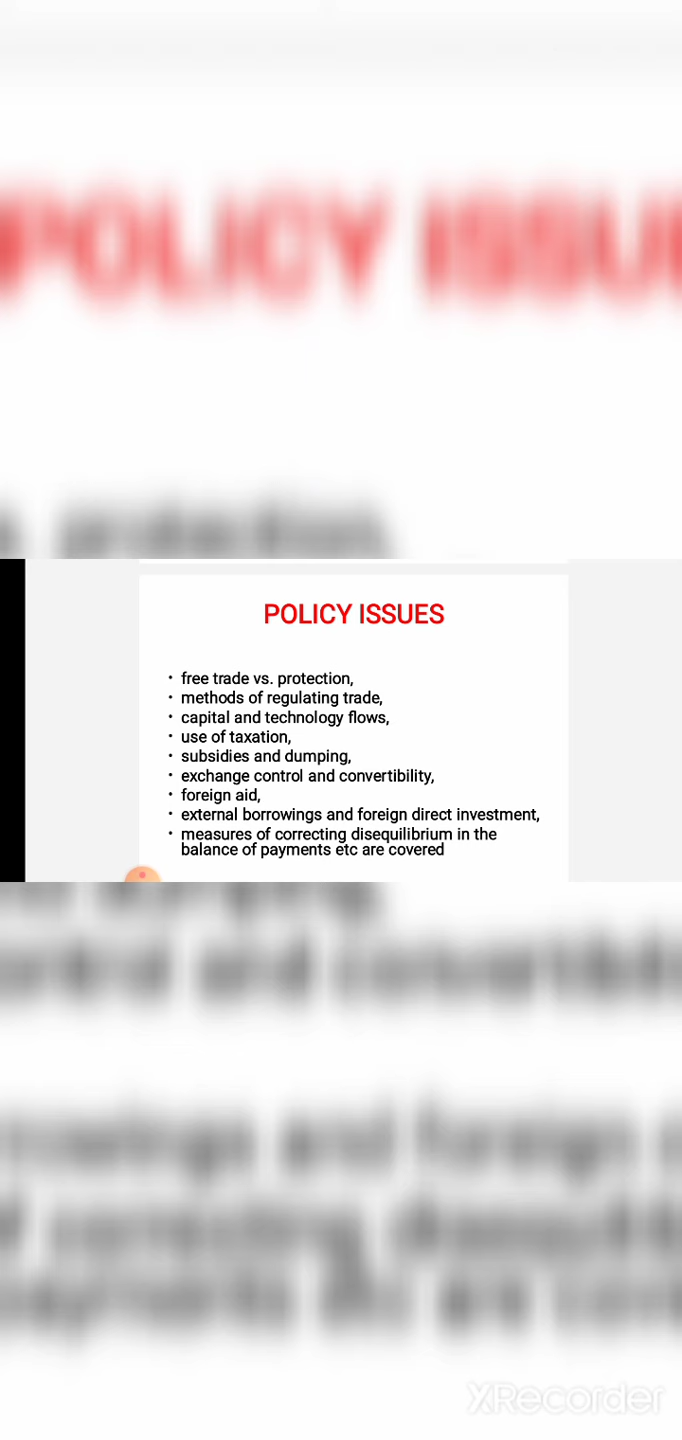 POLICY ISSUES
• free trade vs. protection,
• methods of regulating trade,
• capital and technology flows,
• use of taxation,
• subsidies and dumping,
• exchange control and convertibility,
• foreign aid,
• external borrowings and foreign direct investment,
• measures of correcting disequilibrium in the
balance of payments etc are covered
XRecorder